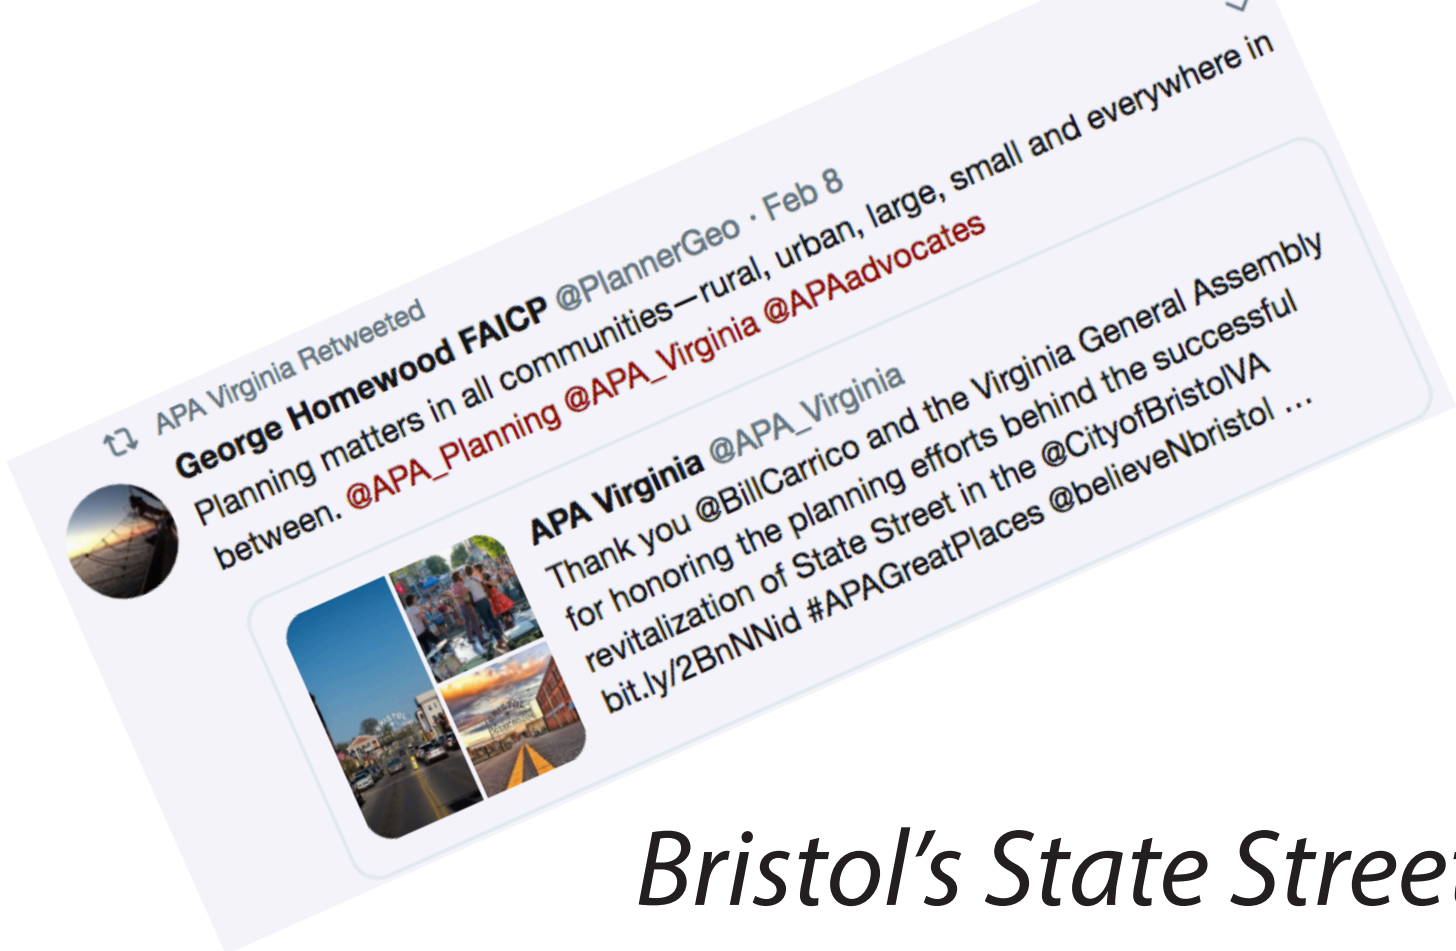 APA Virginia Retweeted
George Homewood FAICP @PlannerGeo · Feb 8
Planning matters in all communities—rural, urban, large, small and everywhere in
between. @APA_Planning @APA_Virginia @APAadvocates
APA Virginia @APA_Virginia
Thank you @BillCarrico and the Virginia General Assembly
for honoring the planning efforts behind the successful
revitalization of State Street in the @CityofBristolVA
bit.ly/2BnNNid #APAGreatPlaces @believeNbristol ...
BRISTOL
Bristol’s State Street